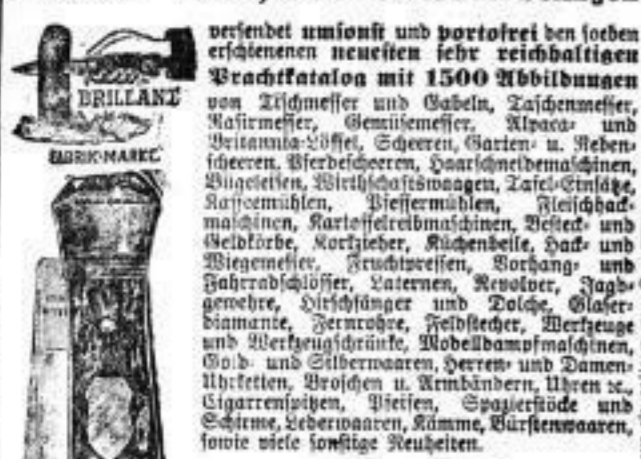 versendet umsonst und portofrei den soeben
erschienenen neuesten sehr reichhaltigen
Prachtkatalog mit 1500 Abbildungen
von Tischmesser und Gabeln, Taschenmesser,
Rasirmesser, Gemüsemesser, Alpaca- und
Britannia-Löffel, Scheeren, Garten- u. Reben-
scheeren, Pferdescheeren, Haarschneidemaschinen,
Bügeleisen, Wirthschaftswaagen, Tafel-Einsätze,
Kaffeemühlen, Pfeffermühlen, Fleischhack-
maschinen, Kartoffelreibmaschinen, Besteck- und
Geldkörbe, Korkzieher, Küchenbeile, Hack- und
Wiegemesser, Fruchtpressen, Vorhang- und
Fahrradschlösser, Laternen, Revolver, Jagd-
gewehre, Hirschfänger und Dolche, Glaser-
diamante, Fernrohre, Feldstecher, Werkzeuge
und Werkzeugschränke, Modelldampfmaschinen,
Gold- und Silberwaaren, Herren- und Damen-
Uhrketten, Broschen u. Armbändern, Uhren ꝛc.,
Cigarrenspitzen, Pfeifen, Spazierstöcke und
Schirme, Lederwaaren, Kämme, Bürstenwaaren,
sowie viele sonstige Neuheiten.
BRILLANT
FABRIK-MARKE